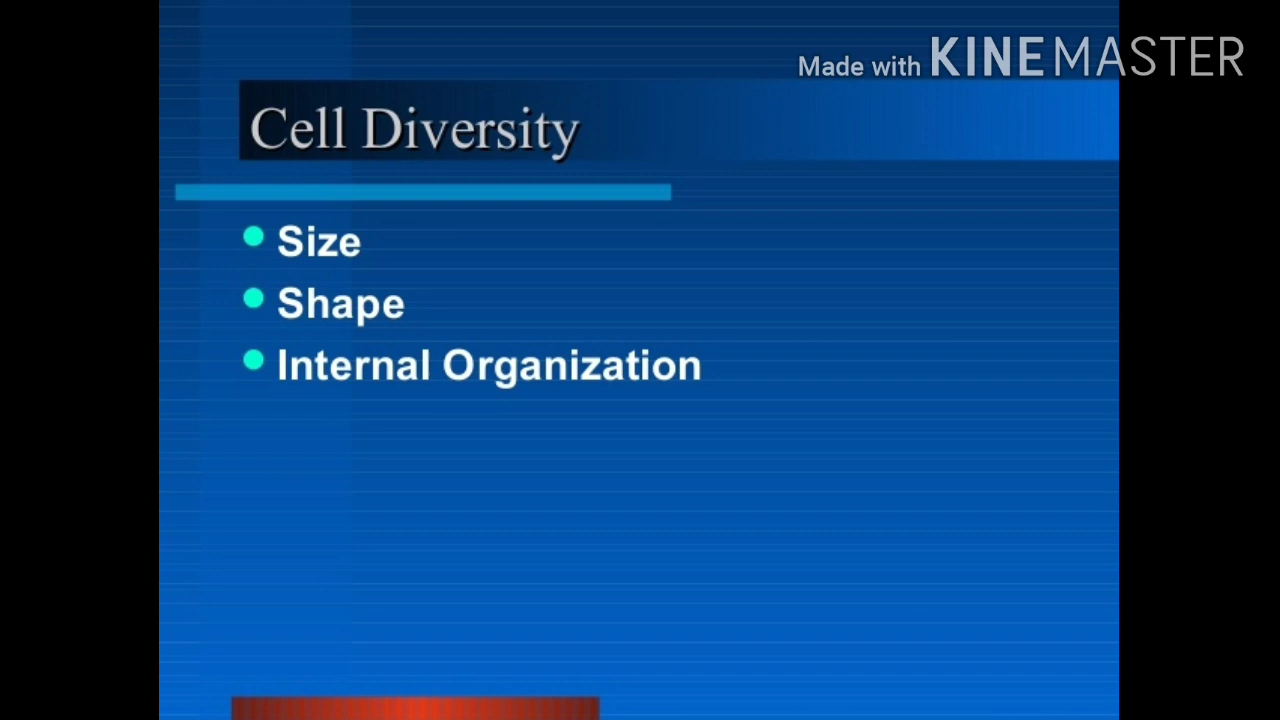 Made with KINEMASTER
Cell Diversity
Size
Shape
Internal Organization